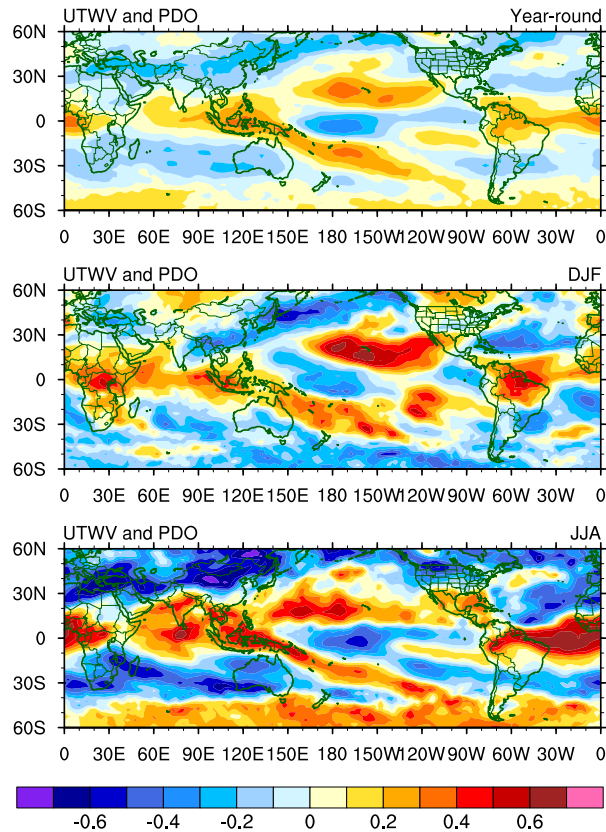 UTWV and PDO Year-round
60N
30N
0
30S
60S
0 30E 60E 90E 120E 150E 180 150W 120W 90W 60W 30W 0
UTWV and PDO DJF
60N
30N
0
30S
60S
0 30E 60E 90E 120E 150E 180 150W 120W 90W 60W 30W 0
UTWV and PDO JJA
60N
30N
0
30S
60S
0 30E 60E 90E 120E 150E 180 150W 120W 90W 60W 30W 0
-0.6 -0.4 -0.2 0 0.2 0.4 0.6